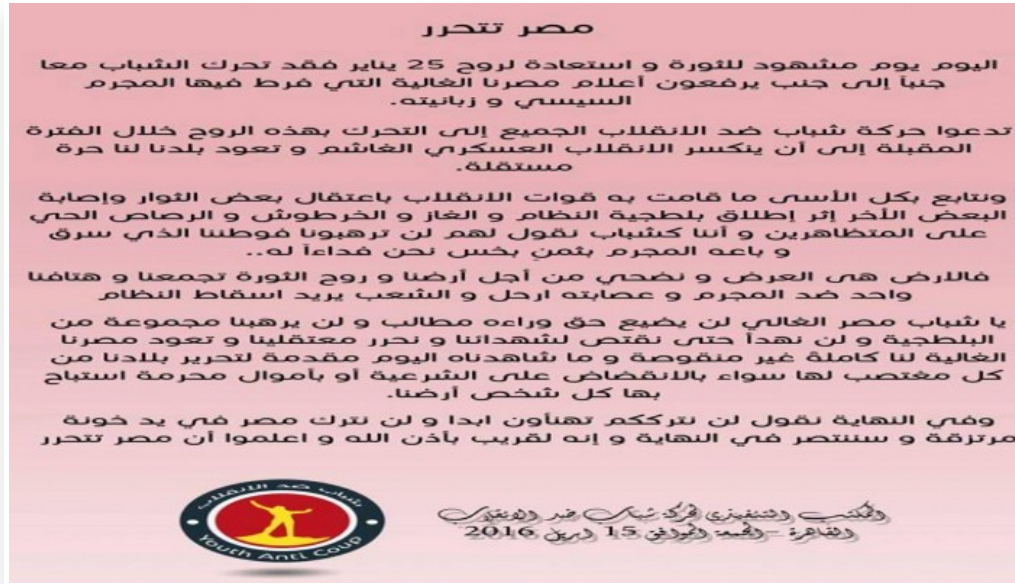 مصر تتحرر
اليوم يوم مشهود للثورة و استعادة لروح 25 يناير فقد تحرك الشباب معا
جنباً إلى جنب يرفعون أعلام مصرنا الغالية التي فرط فيها المجرم
السيسي و زبانيته.
تدعوا حركة شباب ضد الانقلاب الجميع إلى التحرك بهذه الروح خلال الفترة
المقبلة إلى أن ينكسر الانقلاب العسكري الغاشم و تعود بلدنا لنا حرة
مستقلة.
ونتابع بكل الأسى ما قامت به قوات الانقلاب باعتقال بعض الثوار وإصابة
البعض الأخر إثر إطلاق بلطجية النظام و الغاز و الخرطوش و الرصاص الحي
على المتظاهرين و أننا كشباب نقول لهم لن ترهبونا فوطننا الذي سرق
و باعه المجرم بثمنِ بخس نحن فداءاً له..
فالارض هى العرض و نضحي من أجل أرضنا و روح الثورة تجمعنا و هتافنا
واحد ضد المجرم و عصابته ارحل و الشعب يريد اسقاط النظام
يا شباب مصر الغالي لن يضيع حق وراءه مطالب و لن يرهبنا مجموعة من
البلطجية و لن نهدأ حتى نقتص لشهدائنا و نحرر معتقلينا و تعود مصرنا
الغالية لنا كاملةً غير منقوصة و ما شاهدناه اليوم مقدمة لتحرير بلادنا من
كل مغتصب لها سواء بالانقضاض على الشرعية أو بأموال محرمة استباح
بها كل شخص أرضنا.
وفي النهاية نقول لن نترككم تهنأون ابدا و لن نترك مصر في يد خونة
مرتزقة و سننتصر في النهاية و إنه لقريب بأذن الله و اعلموا أن مصر تتحرر
المكتب التنفيذي لحركة شباب ضد الانقلاب
القاهرة – الجمعة الموافق 15 ابريل 2016
شباب ضد الانقلاب
Youth Anti Coup